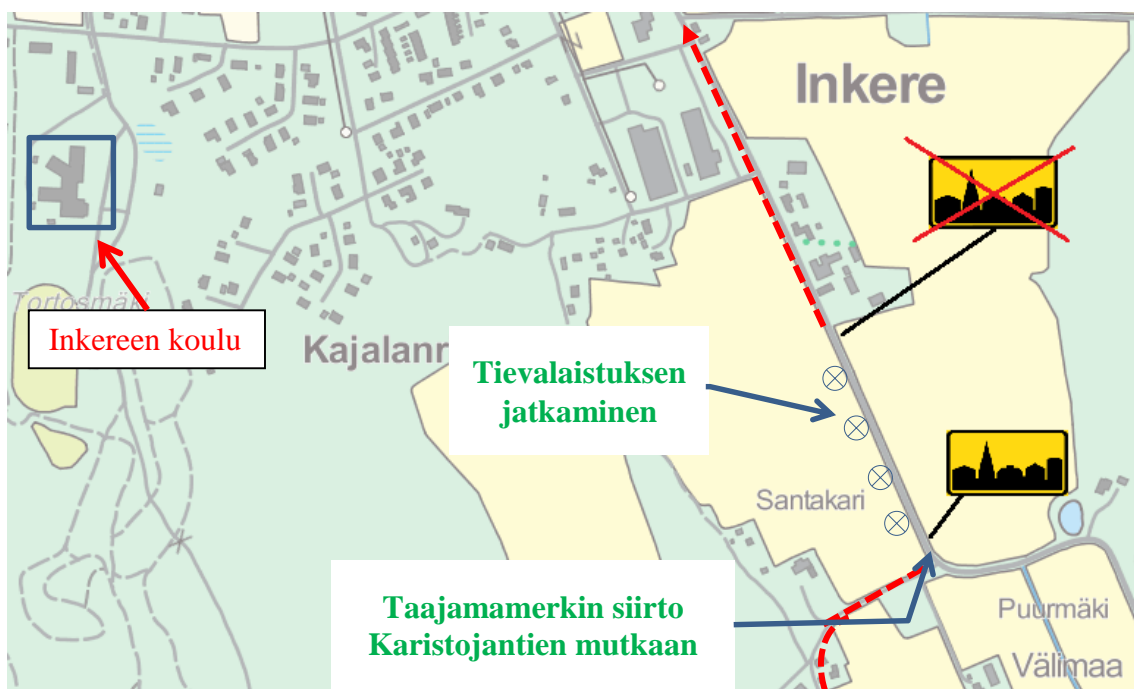 Inkere
Tortosmäki
Inkereen koulu
Kajalanr
Tievalaistuksen
jatkaminen
Santakari
Taajamamerkin siirto
Karistojantien mutkaan
Puurmäki
Välimaa